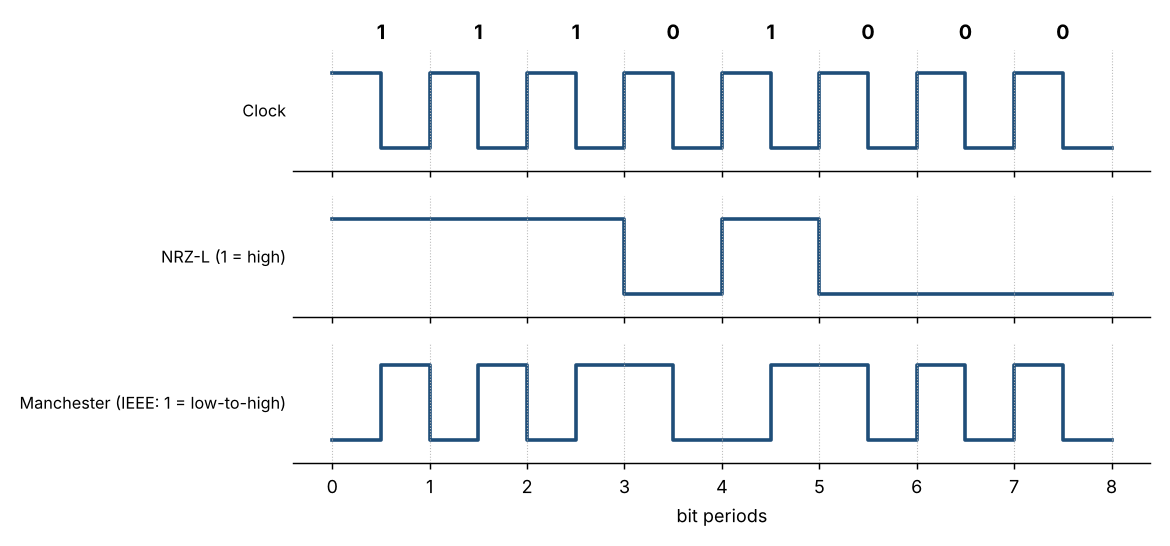 1 1 1 0 1 0 0 0
Clock
NRZ-L (1 = high)
Manchester (IEEE: 1 = low-to-high)
0 1 2 3 4 5 6 7 8
bit periods